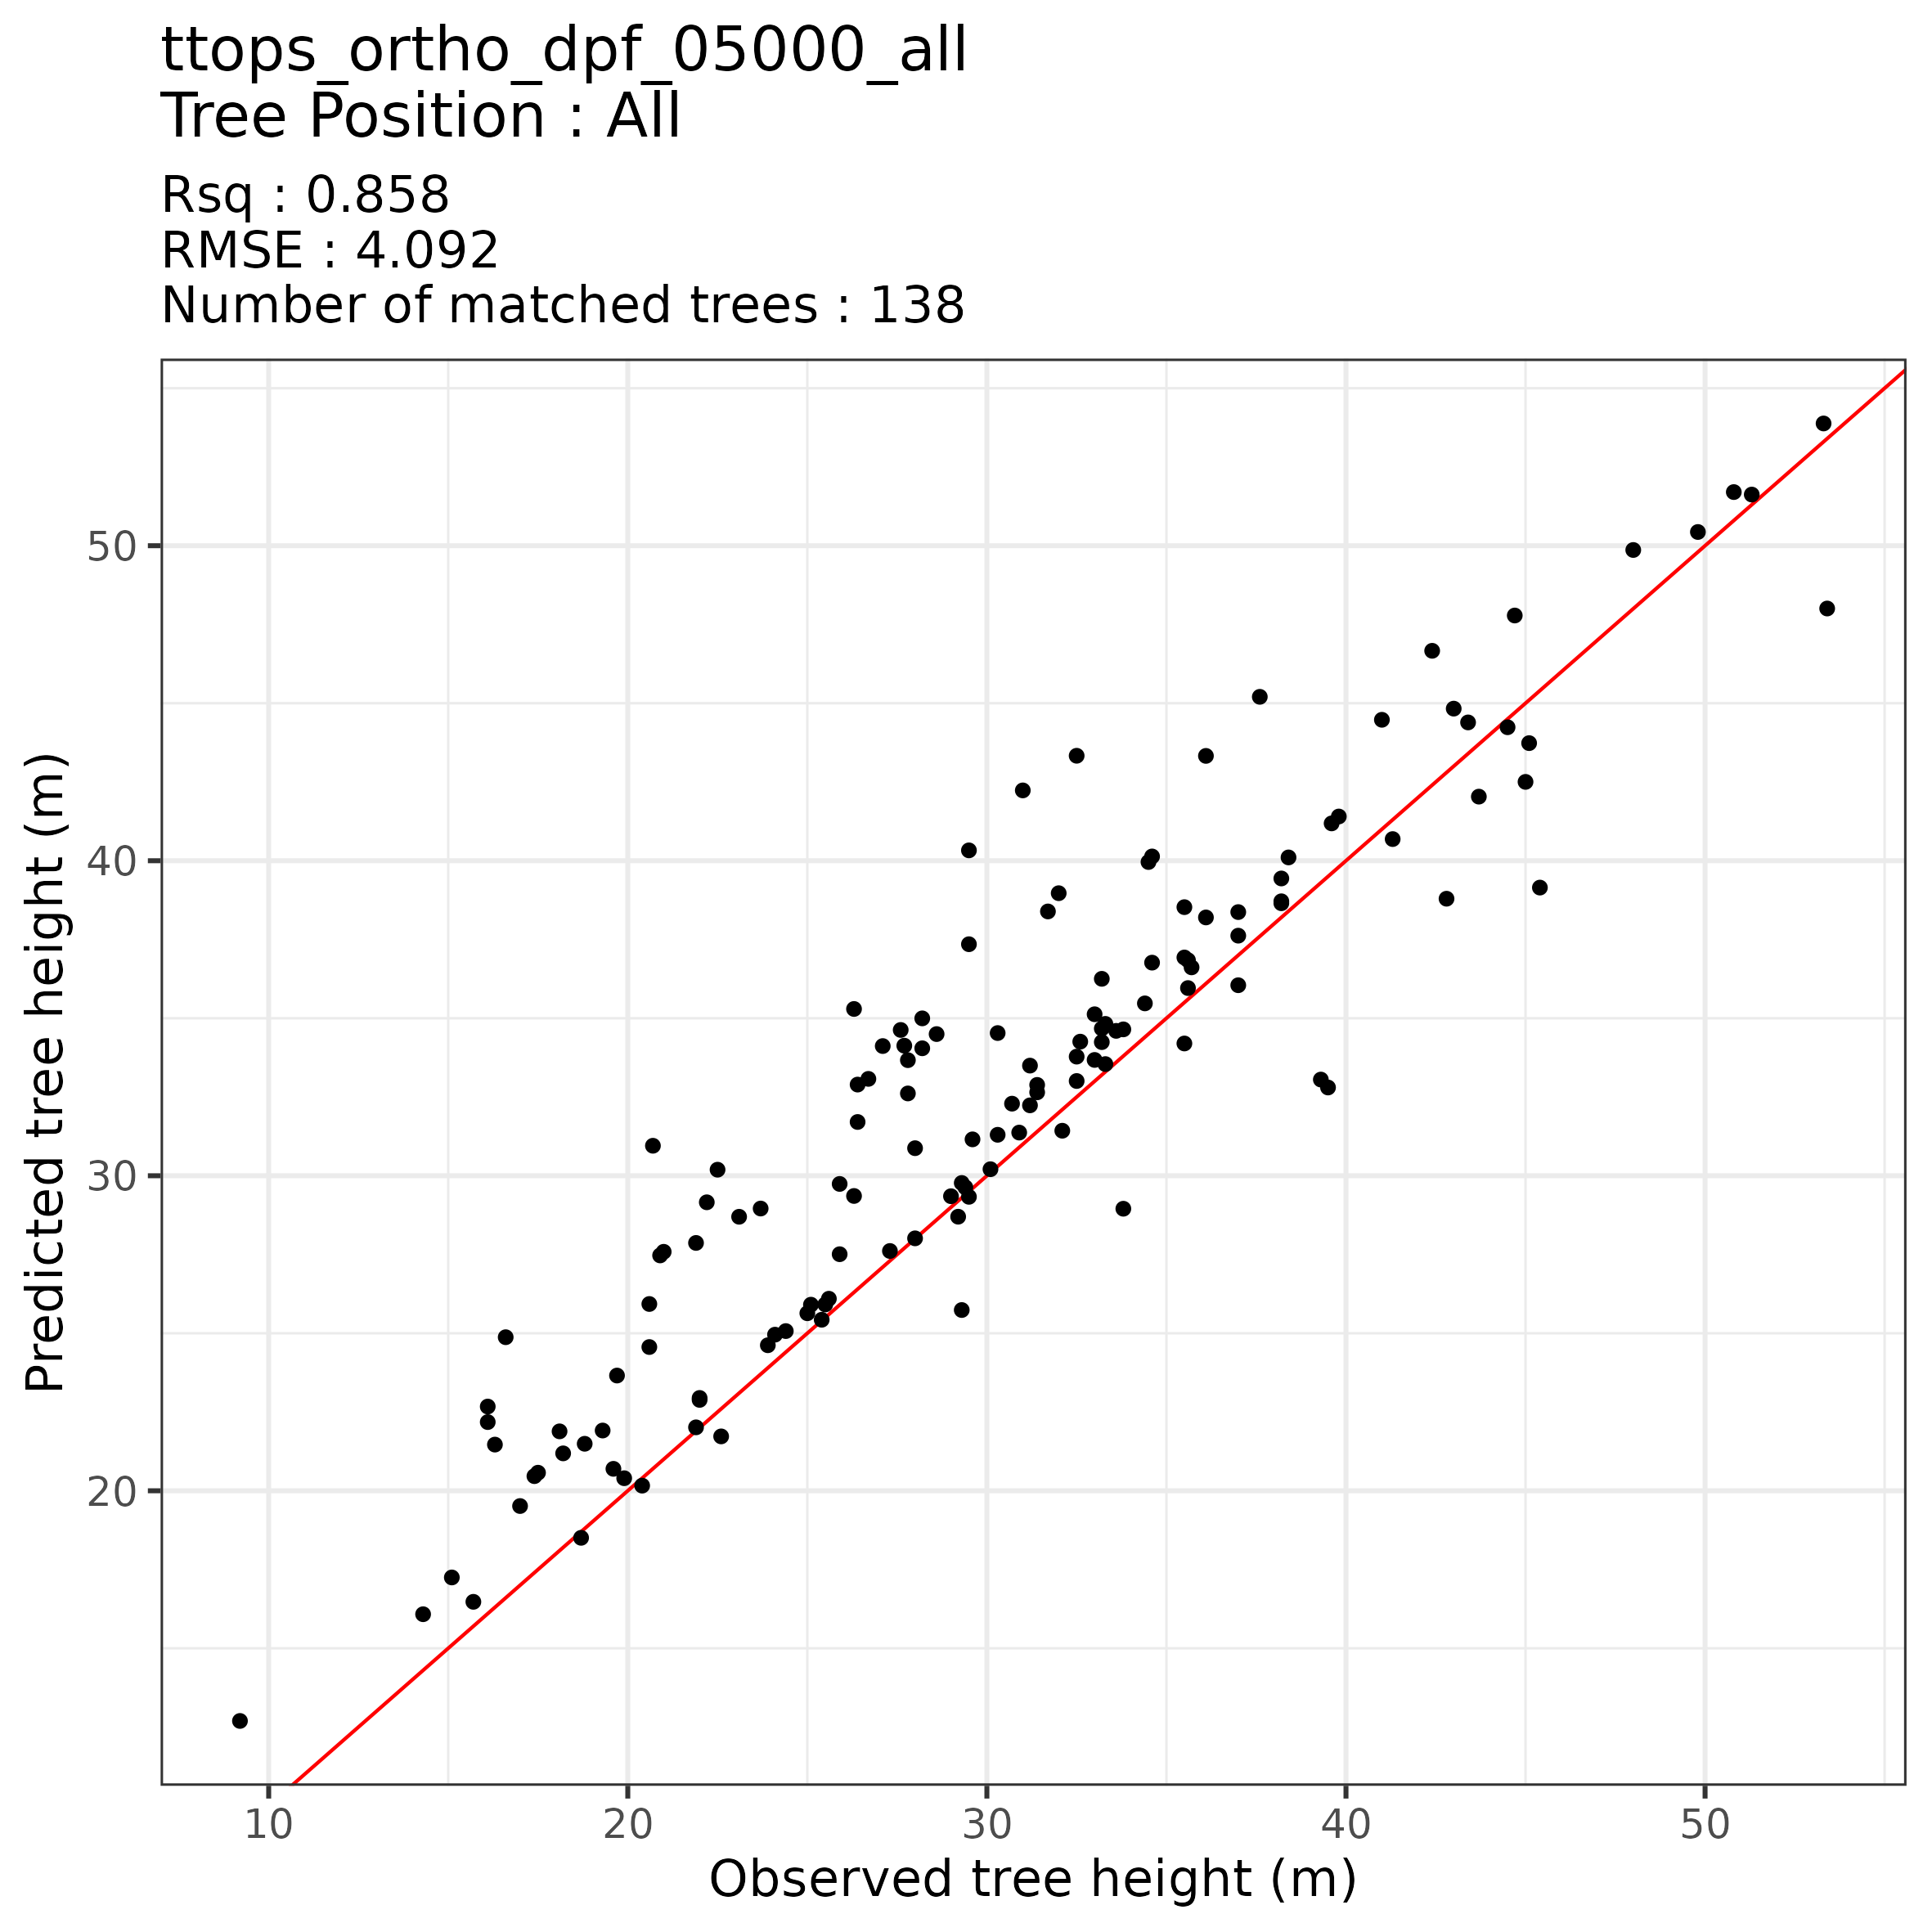 ttops_ortho_dpf_05000_all
Tree Position : All
Rsq : 0.858
RMSE : 4.092
Number of matched trees : 138
50
40
30
20
Predicted tree height (m)
10 20 30 40 50
Observed tree height (m)